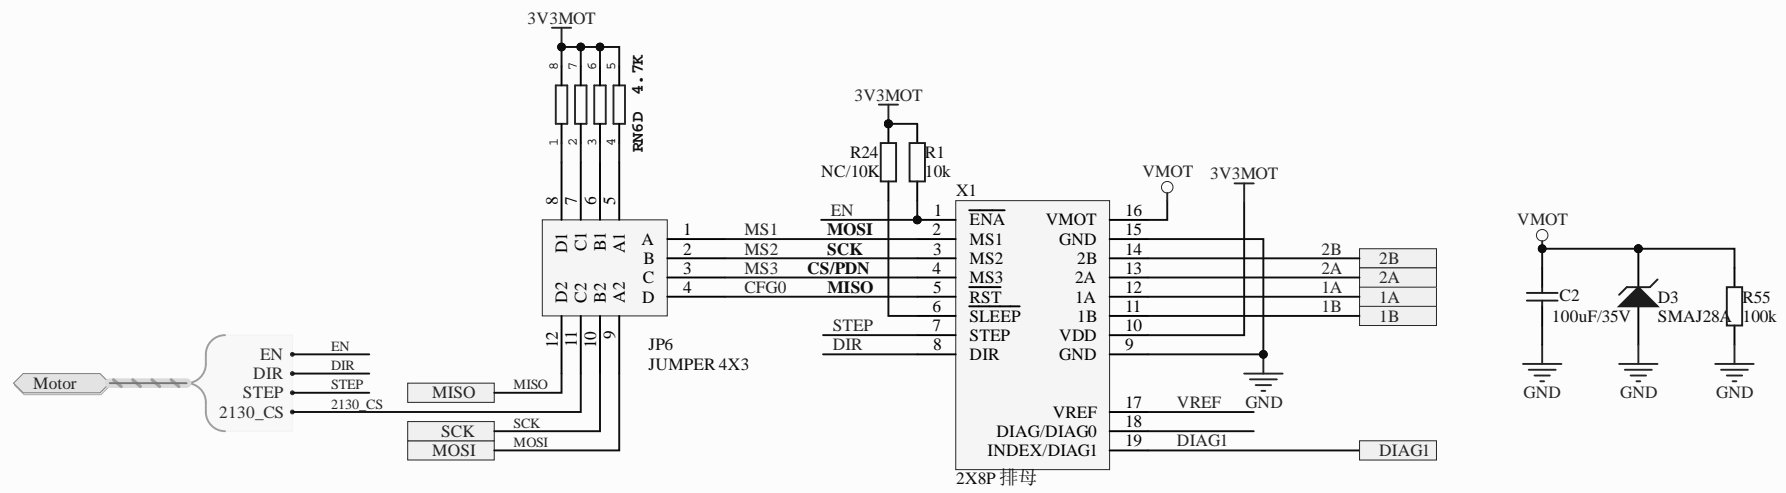 3V3MOT
8 7 6 5
RN6D 4.7K
1 2 3 4
8 7 6 5
D1 C1 B1 A1
D2 C2 B2 A2
A 1 MS1 MOSI
B 2 MS2 SCK
C 3 MS3 CS/PDN
D 4 CFG0 MISO
12 11 10 9
JP6
JUMPER 4X3
Motor
EN EN
DIR DIR
STEP STEP
2130_CS 2130_CS
MISO MISO
SCK SCK
MOSI MOSI
3V3MOT
R24
NC/10K
R1
10k
X1
EN 1 ENA
2 MS1
3 MS2
4 MS3
5 RST
6 SLEEP
STEP 7 STEP
DIR 8 DIR
VMOT 16
GND 15
2B 14 2B 2B
2A 13 2A 2A
1A 12 1A 1A
1B 11 1B 1B
VDD 10
GND 9
VREF 17 VREF
DIAG/DIAG0 18
INDEX/DIAG1 19 DIAG1 DIAG1
2X8P 排母
VMOT
3V3MOT
GND
VMOT
C2
100uF/35V
D3
SMAJ28A
R55
100k
GND
GND
GND